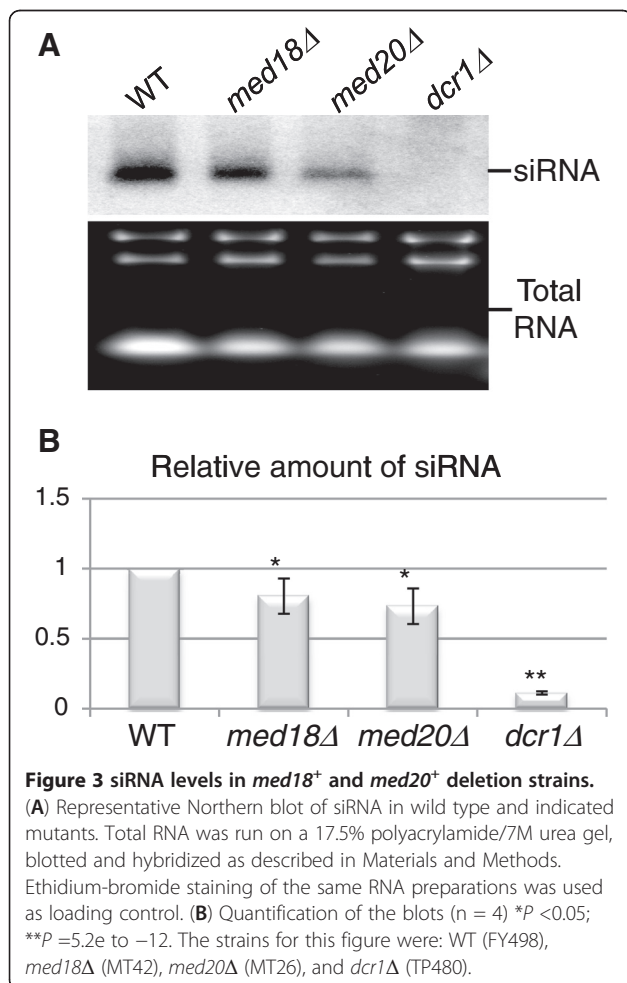 A
WT med18Δ med20Δ dcr1Δ
siRNA
Total
RNA
B
Relative amount of siRNA
1.5
1
0.5
0
*
*
**
WT med18Δ med20Δ dcr1Δ
Figure 3 siRNA levels in med18⁺ and med20⁺ deletion strains.
(A) Representative Northern blot of siRNA in wild type and indicated
mutants. Total RNA was run on a 17.5% polyacrylamide/7M urea gel,
blotted and hybridized as described in Materials and Methods.
Ethidium-bromide staining of the same RNA preparations was used
as loading control. (B) Quantification of the blots (n = 4) *P <0.05;
**P =5.2e to −12. The strains for this figure were: WT (FY498),
med18Δ (MT42), med20Δ (MT26), and dcr1Δ (TP480).